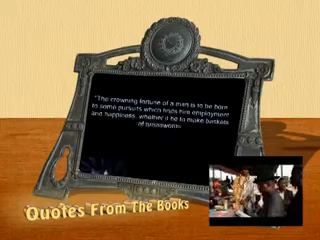 "The crowning fortune of a man is to be born
to some pursuits which finds him employment
and happiness, whether it be to make baskets
of broadswords
Quotes From The Books